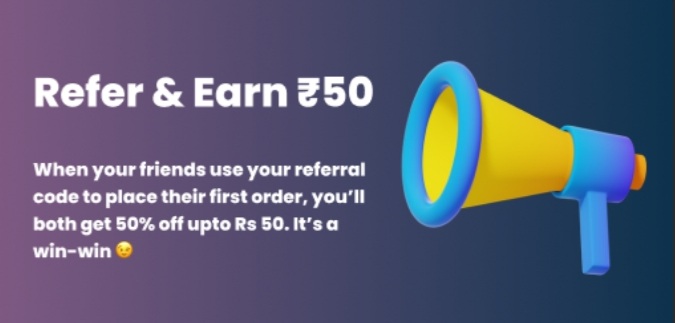 Refer & Earn ₹50
When your friends use your referral
code to place their first order, you’ll
both get 50% off upto Rs 50. It’s a
win-win 😉